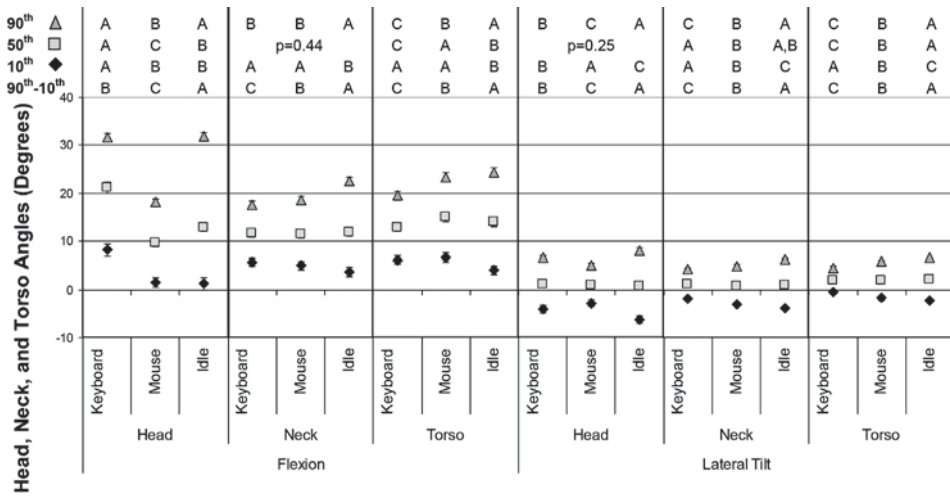 90th A B A B B A C B A B C A C B A C B A
50th A C B p=0.44 C A B p=0.25 A B A,B C B A
10th A B B A A B A A B B A C A B C A B C
90th-10th B C A C B A C B A B C A C B A C B A
Head, Neck, and Torso Angles (Degrees)
40
30
20
10
0
-10
Keyboard Mouse Idle Keyboard Mouse Idle Keyboard Mouse Idle Keyboard Mouse Idle Keyboard Mouse Idle Keyboard Mouse Idle
Head Neck Torso Head Neck Torso
Flexion Lateral Tilt